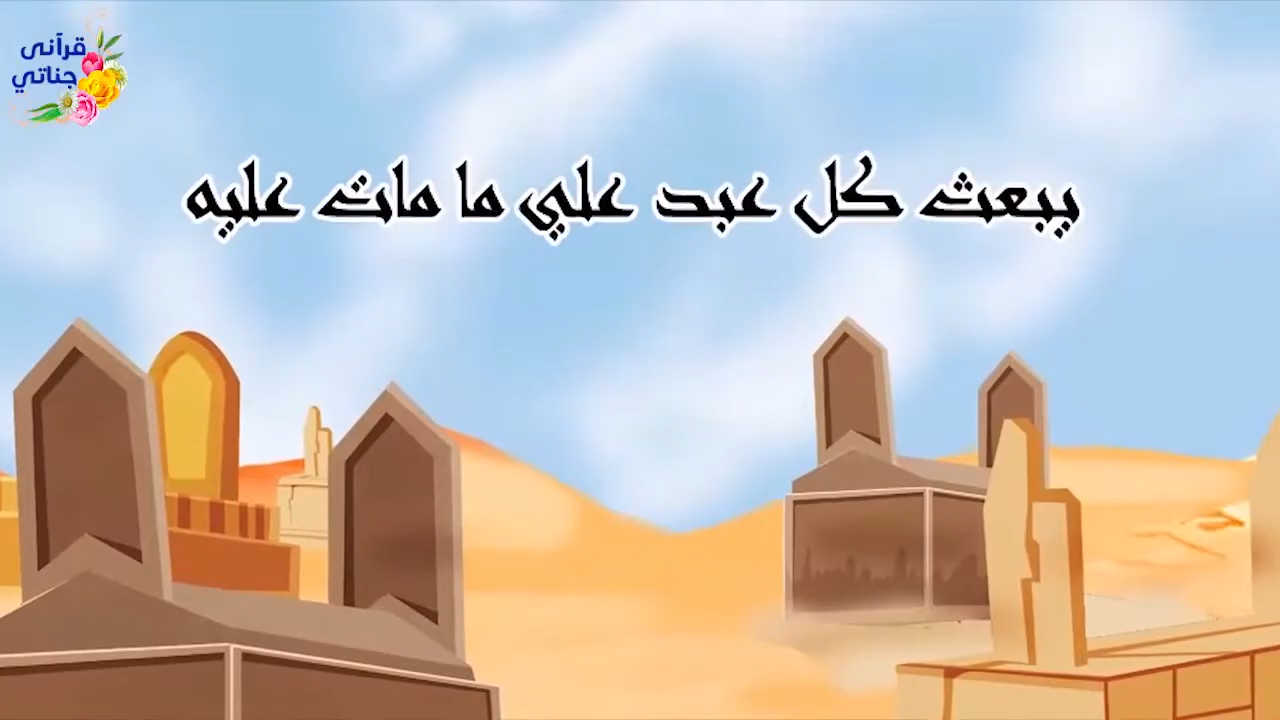 قرآنى
جناتي
يبعث كل عبد علي ما مات عليه